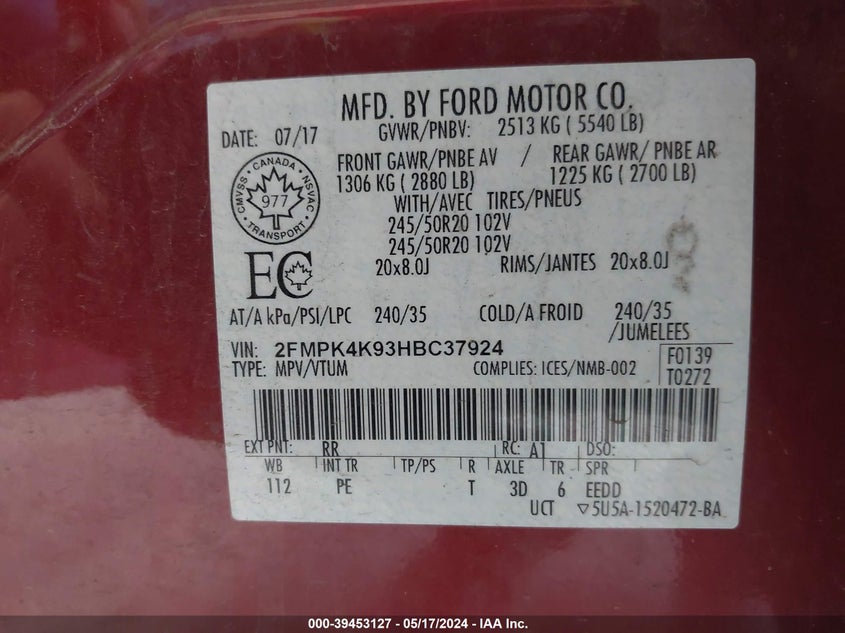 MFD. BY FORD MOTOR CO.
DATE: 07/17 GVWR/PNBV: 2513 KG ( 5540 LB)
FRONT GAWR/PNBE AV / REAR GAWR/ PNBE AR
1306 KG ( 2880 LB) 1225 KG ( 2700 LB)
WITH/AVEC TIRES/PNEUS
245/50R20 102V
245/50R20 102V
20x8.0J RIMS/JANTES 20x8.0J
CANADA
CMVSS 977 NSVAC
TRANSPORT
EC
AT/A kPa/PSI/LPC 240/35 COLD/A FROID 240/35
/JUMELEES
VIN: 2FMPK4K93HBC37924 F0139
TYPE: MPV/VTUM COMPLIES: ICES/NMB-002 T0272
EXT PNT: RR RC: A1 DSO:
WB INT TR TP/PS R AXLE TR SPR
112 PE T 3D 6 EEDD
UCT ▽5U5A-1520472-BA
000-39453127 - 05/17/2024 - IAA Inc.